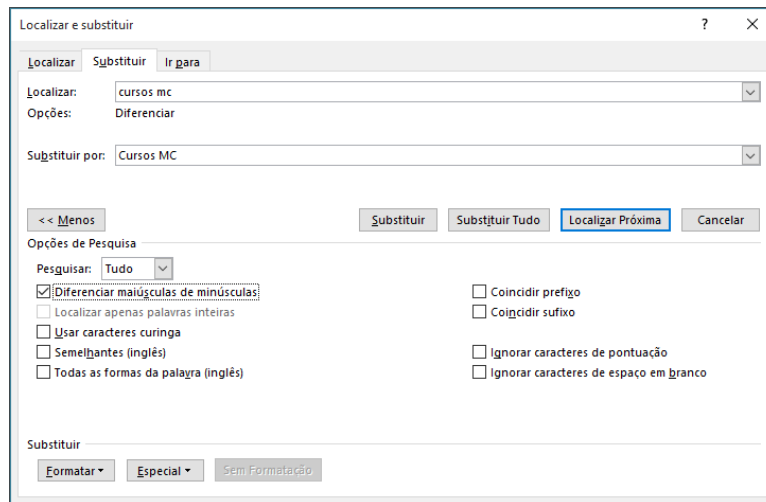 Localizar e substituir ? ×
Localizar Substituir Ir para
Localizar: cursos mc
Opções: Diferenciar
Substituir por: Cursos MC
<< Menos Substituir Substituir Tudo Localizar Próxima Cancelar
Opções de Pesquisa
Pesquisar: Tudo
Diferenciar maiúsculas de minúsculas Coincidir prefixo
Localizar apenas palavras inteiras Coincidir sufixo
Usar caracteres curinga
Semelhantes (inglês) Ignorar caracteres de pontuação
Todas as formas da palavra (inglês) Ignorar caracteres de espaço em branco
Substituir
Formatar Especial Sem Formatação